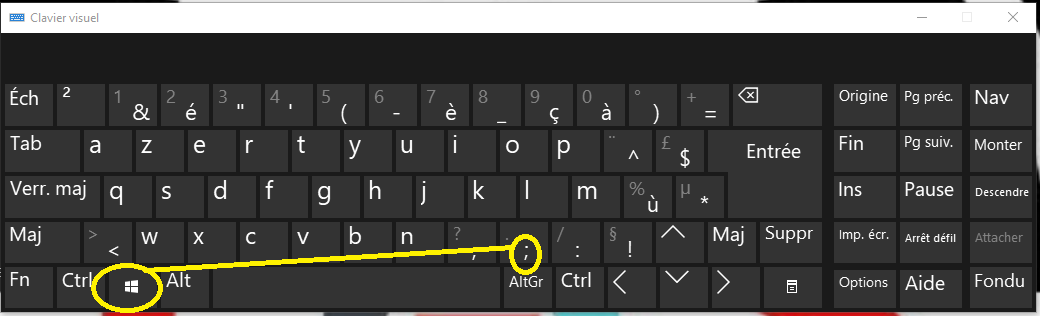 Clavier visuel
Éch ² 1 & 2 é 3 " 4 ' 5 ( 6 - 7 è 8 _ 9 ç 0 à ° ) + = Origine Pg préc. Nav
Tab a z e r t y u i o p ¨ ^ £ $ Entrée Fin Pg suiv. Monter
Verr. maj q s d f g h j k l m % ù µ * Ins Pause Descendre
Maj > < w x c v b n ? , . ; / : § ! Maj Suppr Imp. écr. Arrêt défil Attacher
Fn Ctrl Alt AltGr Ctrl Options Aide Fondu